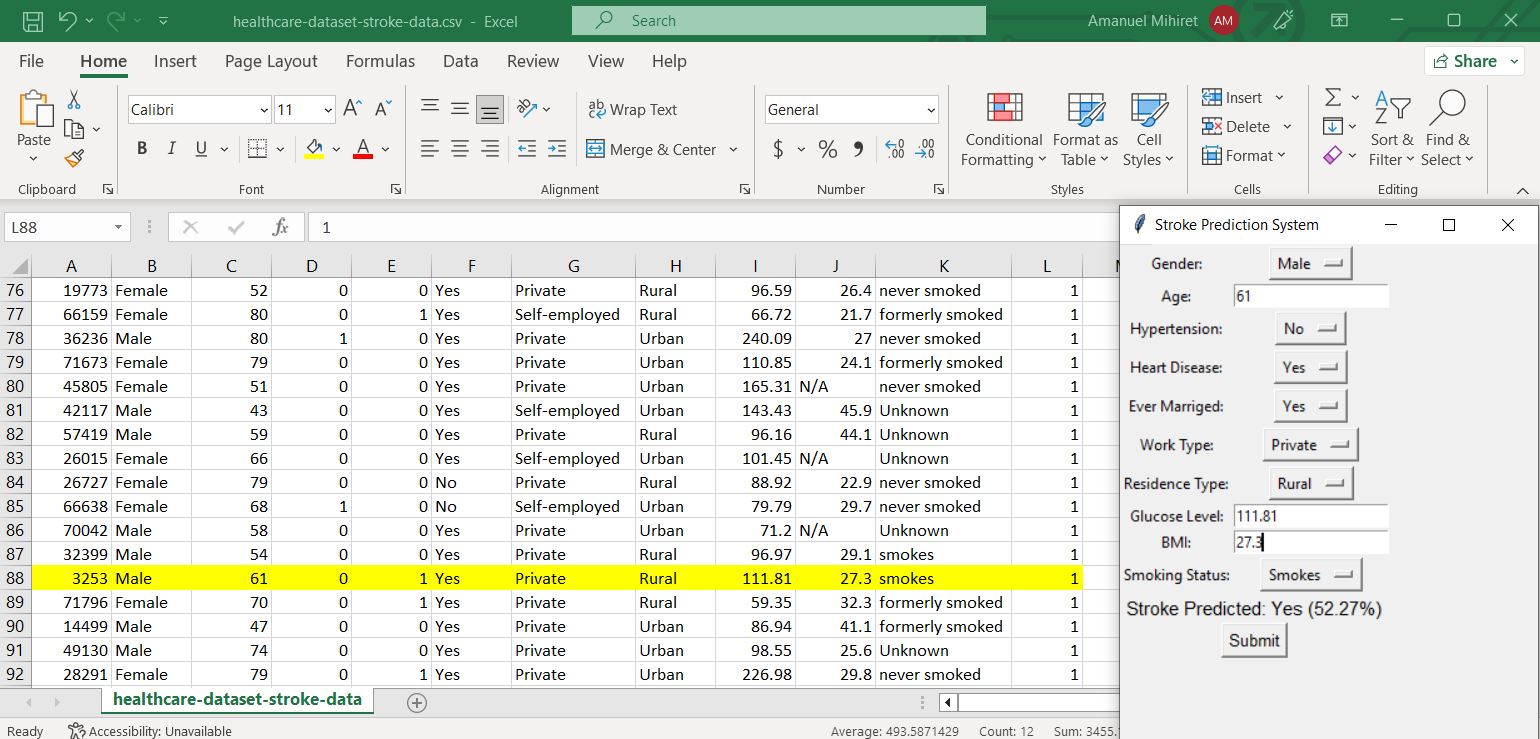 healthcare-dataset-stroke-data.csv - Excel
Search
Amanuel Mihiret AM
File Home Insert Page Layout Formulas Data Review View Help
Share
Paste
Clipboard
Calibri 11
B I U
Font
Wrap Text
Merge & Center
Alignment
General
$ % 9
Number
Conditional Formatting
Format as Table
Cell Styles
Styles
Insert
Delete
Format
Cells
Sort & Filter
Find & Select
Editing
L88 fx 1
A B C D E F G H I J K L
76 19773 Female 52 0 0 Yes Private Rural 96.59 26.4 never smoked 1
77 66159 Female 80 0 1 Yes Self-employed Rural 66.72 21.7 formerly smoked 1
78 36236 Male 80 1 0 Yes Private Urban 240.09 27 never smoked 1
79 71673 Female 79 0 0 Yes Private Urban 110.85 24.1 formerly smoked 1
80 45805 Female 51 0 0 Yes Private Urban 165.31 N/A never smoked 1
81 42117 Male 43 0 0 Yes Self-employed Urban 143.43 45.9 Unknown 1
82 57419 Male 59 0 0 Yes Private Rural 96.16 44.1 Unknown 1
83 26015 Female 66 0 0 Yes Self-employed Urban 101.45 N/A Unknown 1
84 26727 Female 79 0 0 No Private Rural 88.92 22.9 never smoked 1
85 66638 Female 68 1 0 No Self-employed Urban 79.79 29.7 never smoked 1
86 70042 Male 58 0 0 Yes Private Urban 71.2 N/A Unknown 1
87 32399 Male 54 0 0 Yes Private Rural 96.97 29.1 smokes 1
88 3253 Male 61 0 1 Yes Private Rural 111.81 27.3 smokes 1
89 71796 Female 70 0 1 Yes Private Rural 59.35 32.3 formerly smoked 1
90 14499 Male 47 0 0 Yes Private Urban 86.94 41.1 formerly smoked 1
91 49130 Male 74 0 0 Yes Private Urban 98.55 25.6 Unknown 1
92 28291 Female 79 0 1 Yes Private Urban 226.98 29.8 never smoked 1
healthcare-dataset-stroke-data
Ready Accessibility: Unavailable
Average: 493.5871429 Count: 12 Sum: 3455.
Stroke Prediction System
Gender: Male
Age: 61
Hypertension: No
Heart Disease: Yes
Ever Marriged: Yes
Work Type: Private
Residence Type: Rural
Glucose Level: 111.81
BMI: 27.3
Smoking Status: Smokes
Stroke Predicted: Yes (52.27%)
Submit